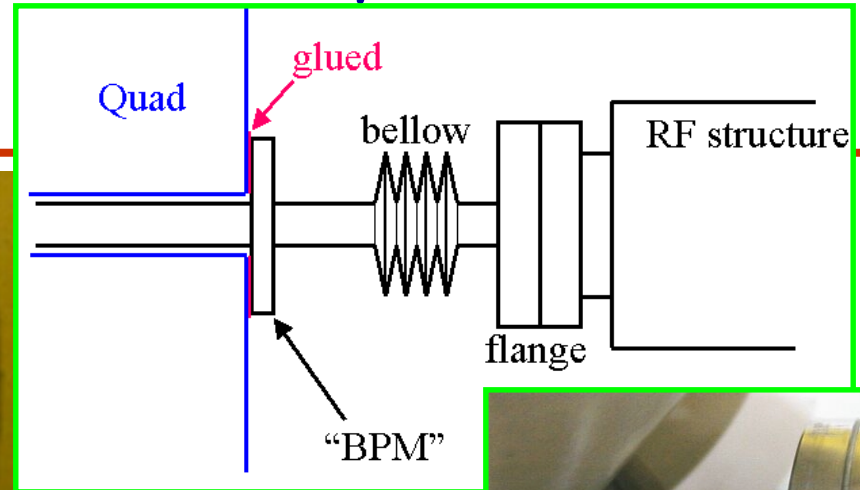 glued
Quad
bellow
RF structure
flange
“BPM”